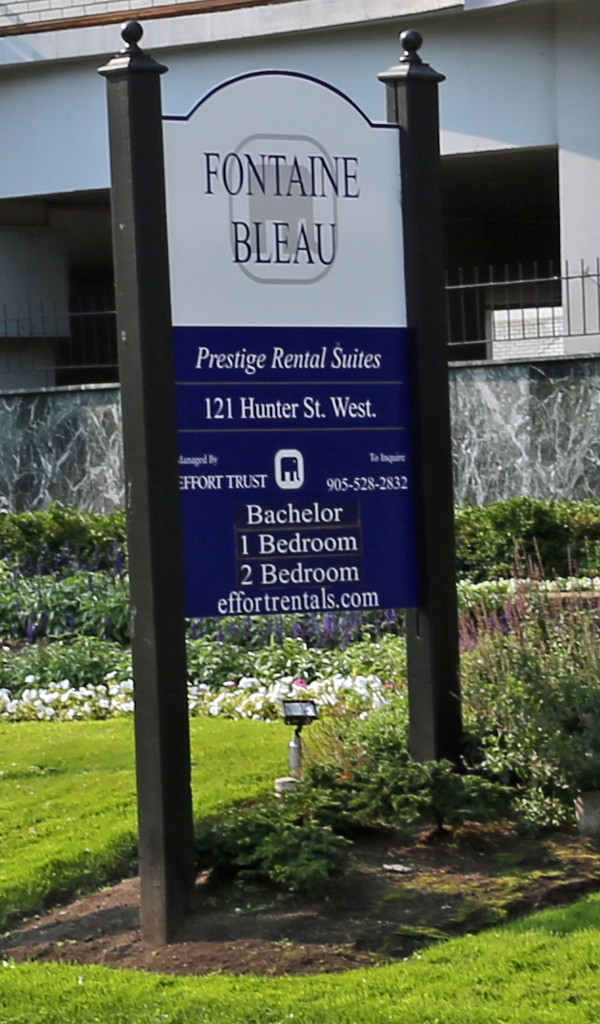 FONTAINE
BLEAU
Prestige Rental Suites
121 Hunter St. West.
Managed By
To Inquire
EFFORT TRUST
905-528-2832
Bachelor
1 Bedroom
2 Bedroom
effortrentals.com